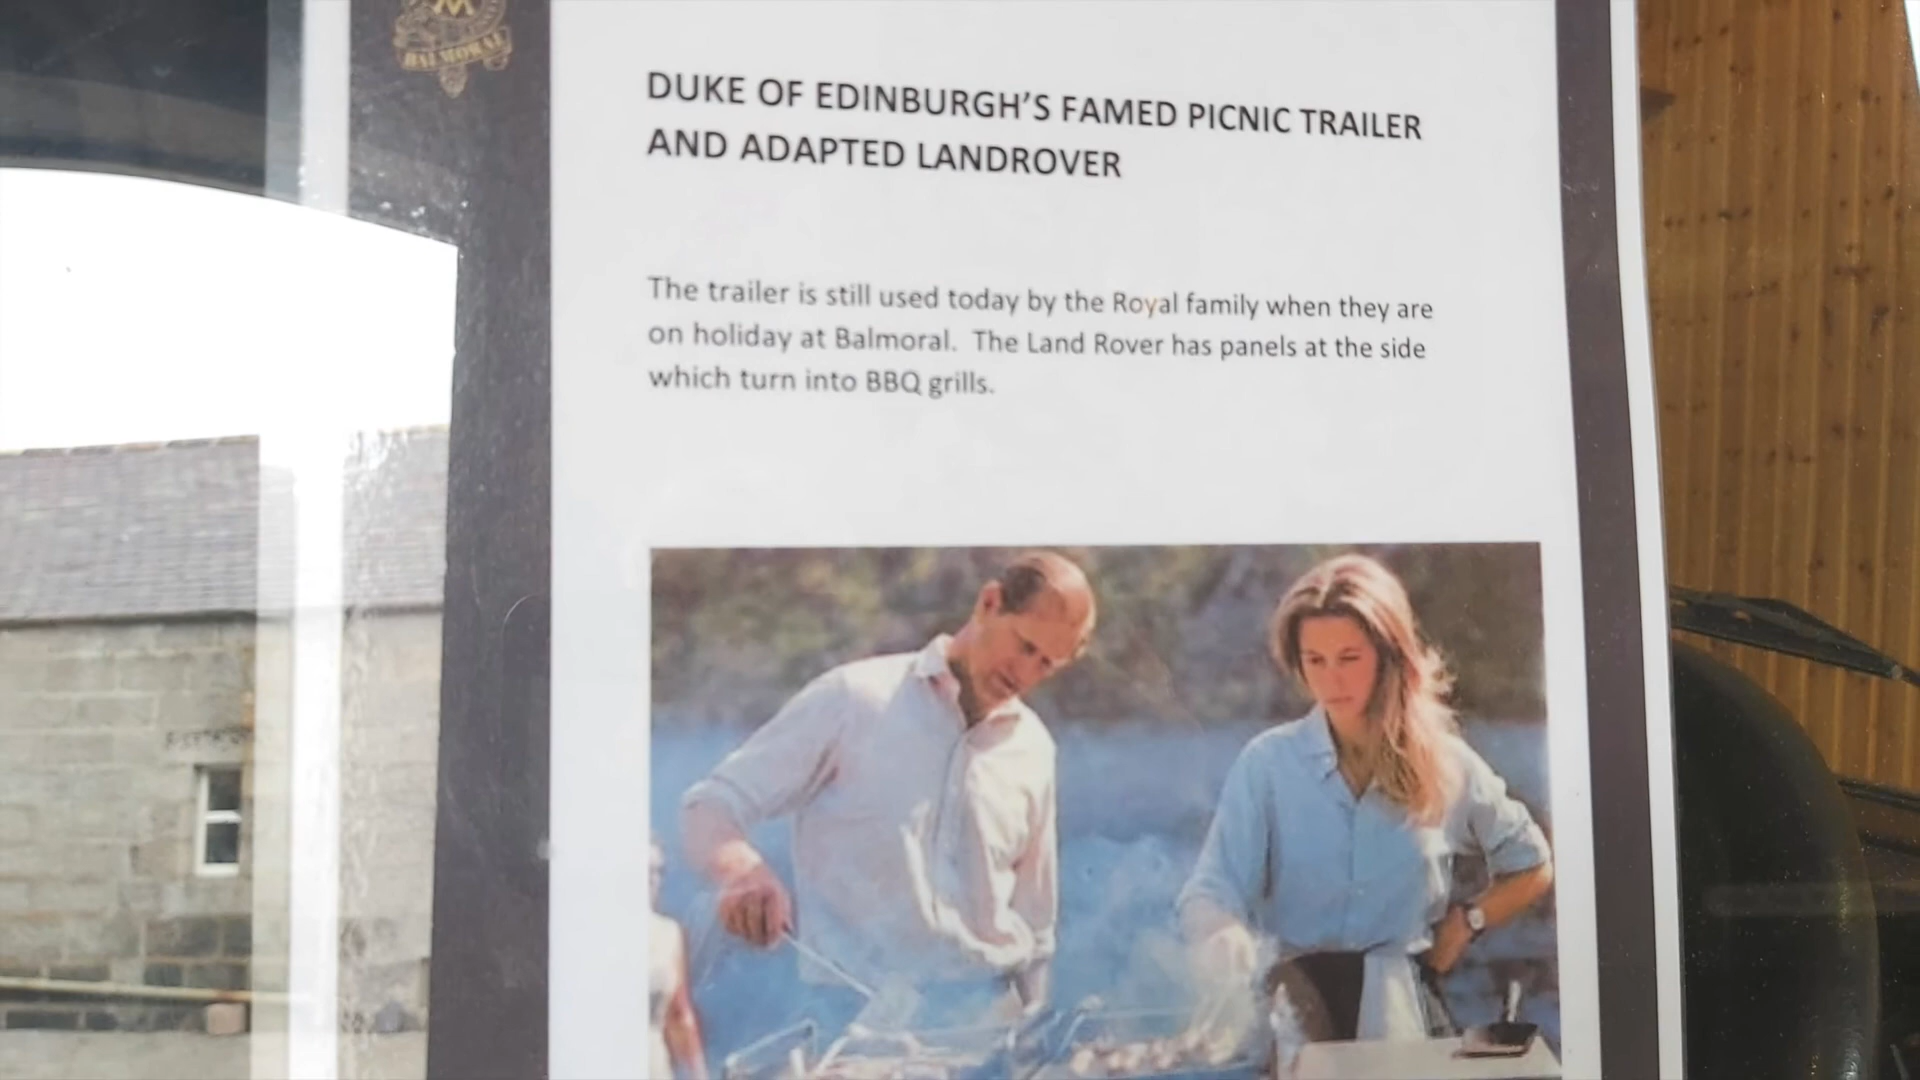 BALMORAL
DUKE OF EDINBURGH'S FAMED PICNIC TRAILER
AND ADAPTED LANDROVER
The trailer is still used today by the Royal family when they are
on holiday at Balmoral. The Land Rover has panels at the side
which turn into BBQ grills.